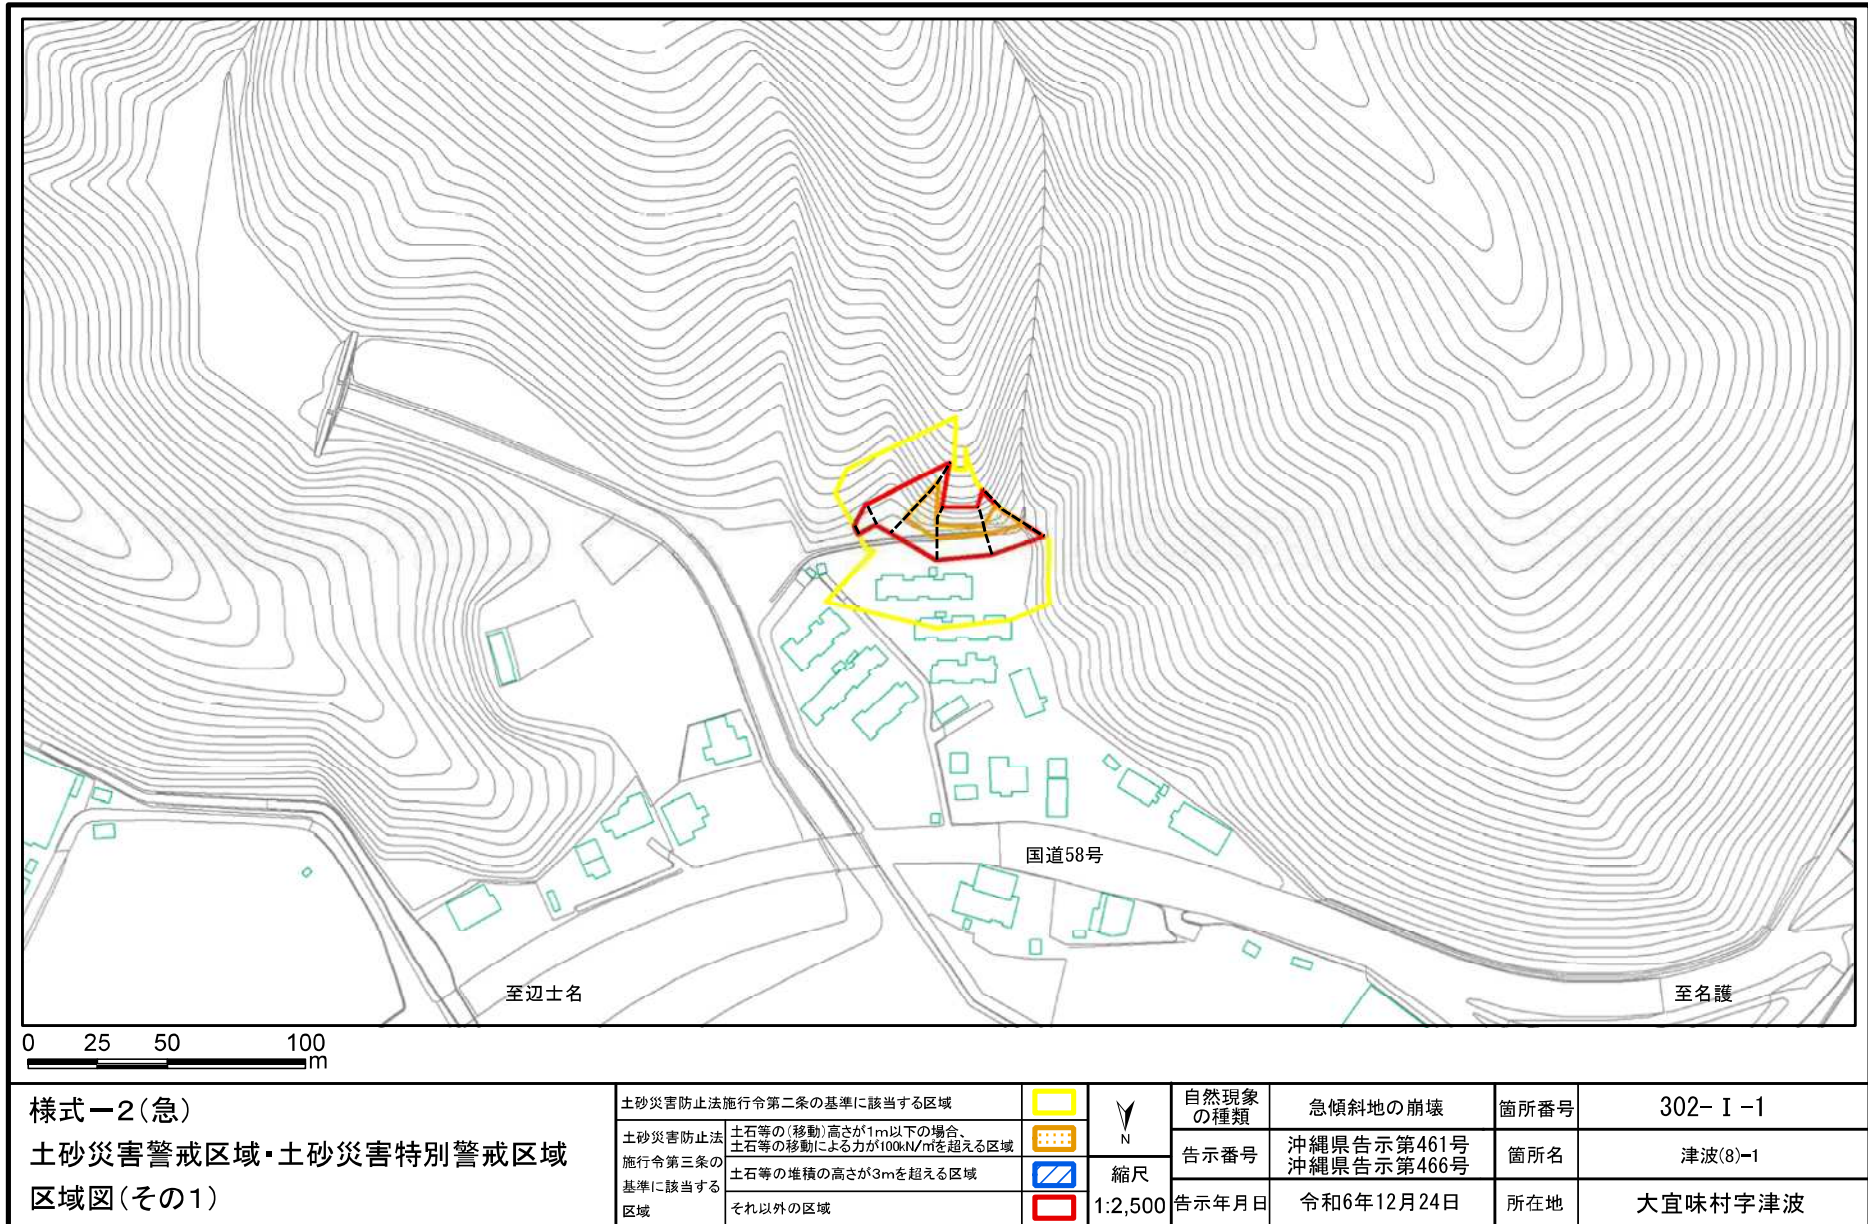 国道58号
至辺士名
至名護
0 25 50 100
m
様式－2(急)
土砂災害警戒区域・土砂災害特別警戒区域
区域図(その1)
土砂災害防止法施行令第二条の基準に該当する区域
土砂災害防止法
施行令第三条の
基準に該当する
区域
土石等の(移動)高さが1m以下の場合、
土石等の移動による力が100kN/㎡を超える区域
土石等の堆積の高さが3mを超える区域
それ以外の区域
N
縮尺
1:2,500
自然現象
の種類
急傾斜地の崩壊
箇所番号
302-Ⅰ-1
告示番号
沖縄県告示第461号
沖縄県告示第466号
箇所名
津波(8)-1
告示年月日
令和6年12月24日
所在地
大宜味村字津波